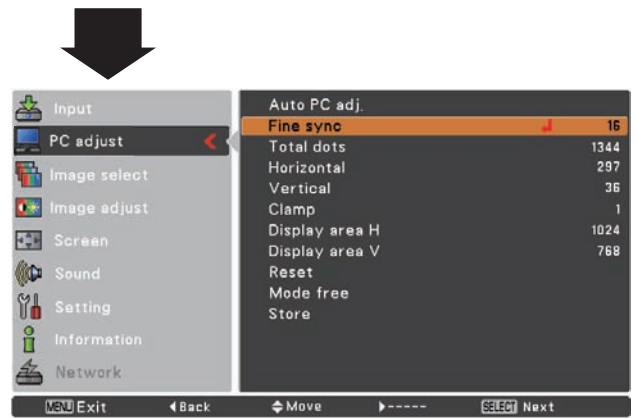 Input
PC adjust
Image select
Image adjust
Screen
Sound
Setting
Information
Network
Auto PC adj.
Fine sync 16
Total dots 1344
Horizontal 297
Vertical 36
Clamp 1
Display area H 1024
Display area V 768
Reset
Mode free
Store
MENU Exit Back Move ----- SELECT Next